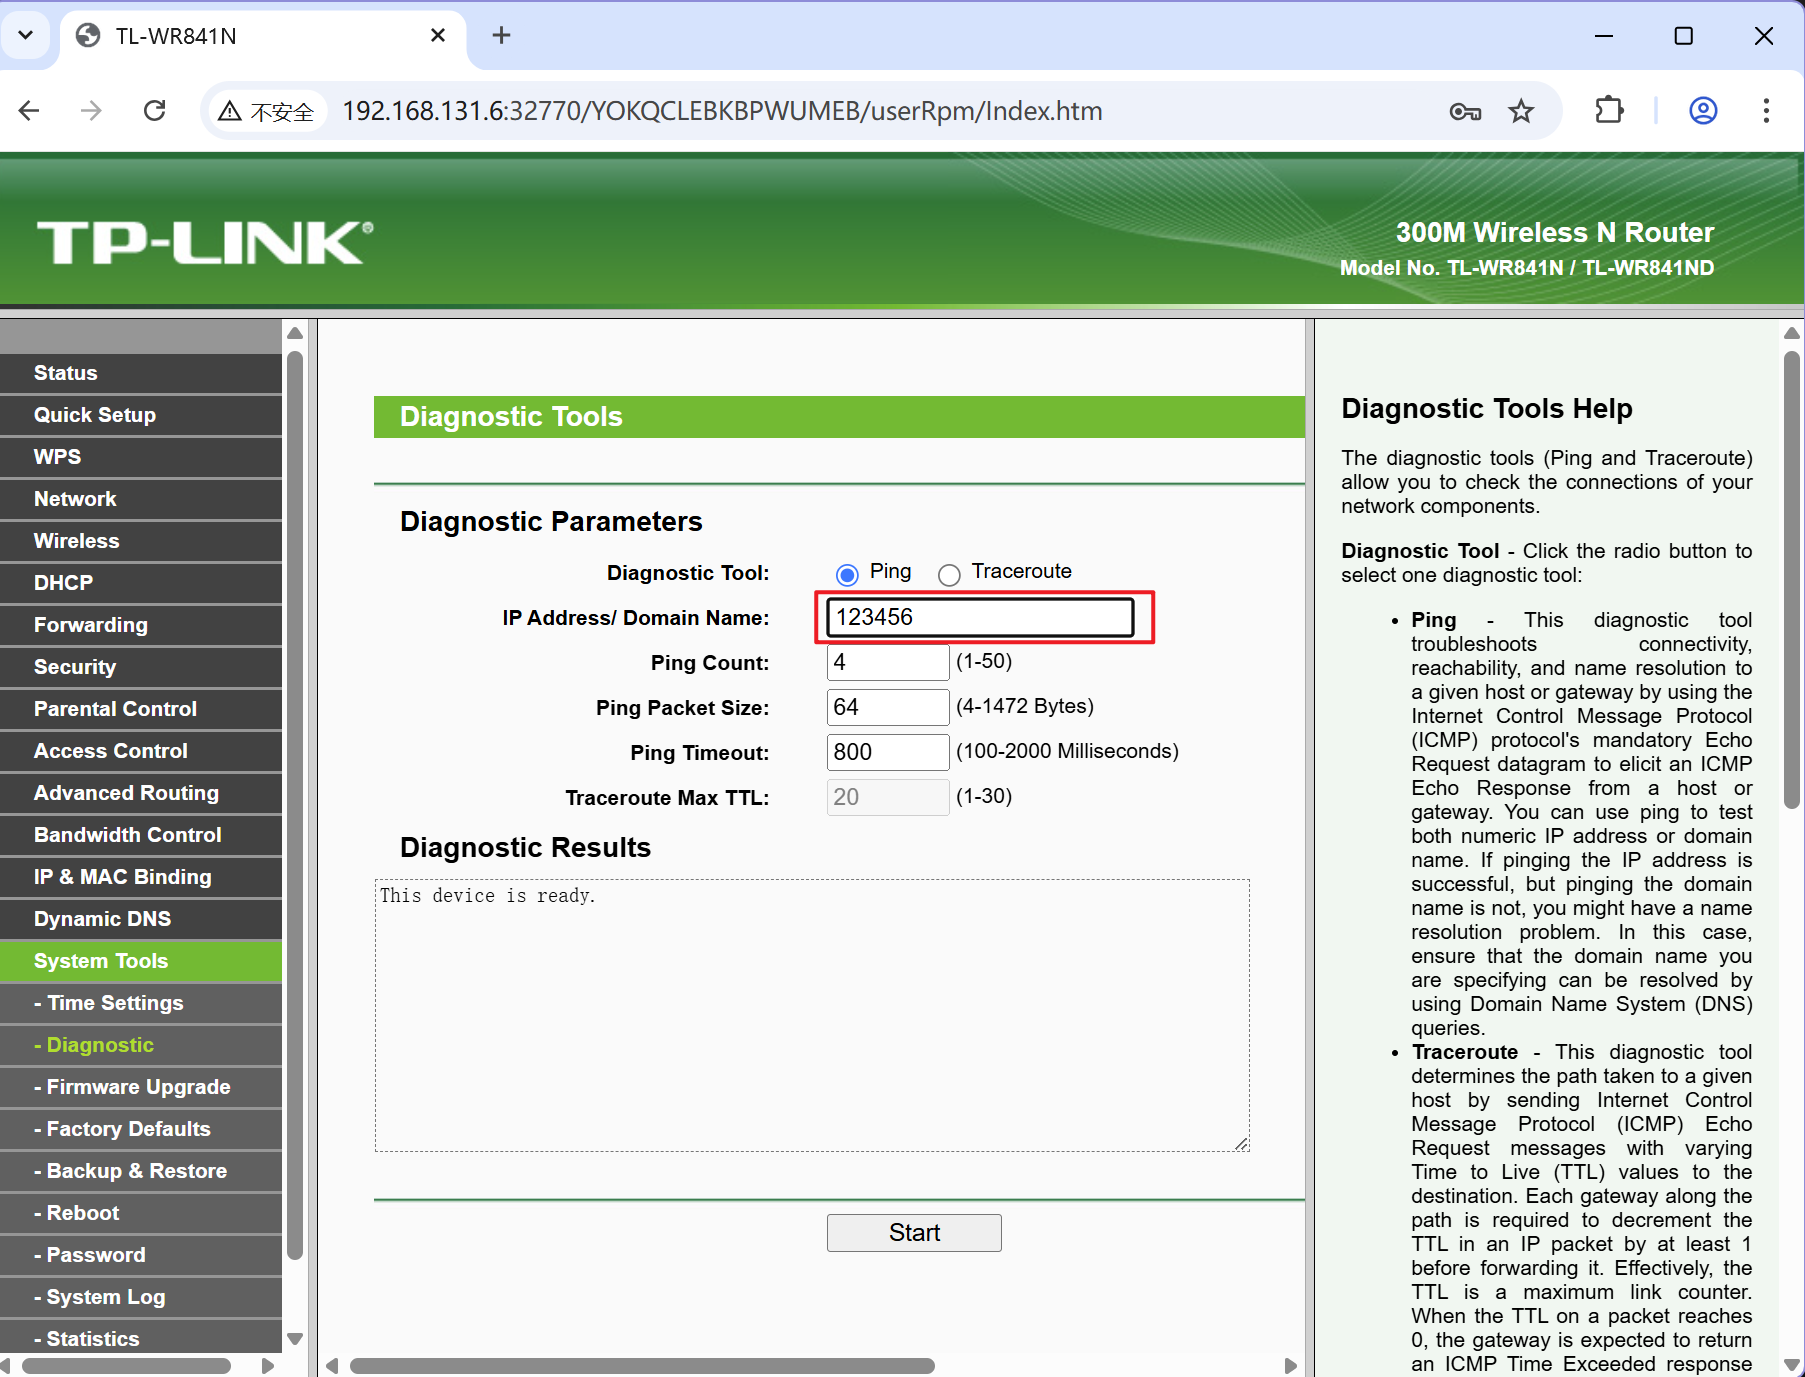 TL-WR841N
不安全
192.168.131.6:32770/YOKQCLEBKBPWUMEB/userRpm/Index.htm
TP-LINK®
300M Wireless N Router
Model No. TL-WR841N / TL-WR841ND
Status
Quick Setup
WPS
Network
Wireless
DHCP
Forwarding
Security
Parental Control
Access Control
Advanced Routing
Bandwidth Control
IP & MAC Binding
Dynamic DNS
System Tools
- Time Settings
- Diagnostic
- Firmware Upgrade
- Factory Defaults
- Backup & Restore
- Reboot
- Password
- System Log
- Statistics
Diagnostic Tools
Diagnostic Parameters
Diagnostic Tool: Ping Traceroute
IP Address/ Domain Name: 123456
Ping Count: 4 (1-50)
Ping Packet Size: 64 (4-1472 Bytes)
Ping Timeout: 800 (100-2000 Milliseconds)
Traceroute Max TTL: 20 (1-30)
Diagnostic Results
This device is ready.
Start
Diagnostic Tools Help
The diagnostic tools (Ping and Traceroute)
allow you to check the connections of your
network components.
Diagnostic Tool - Click the radio button to
select one diagnostic tool:
• Ping - This diagnostic tool
troubleshoots connectivity,
reachability, and name resolution to
a given host or gateway by using the
Internet Control Message Protocol
(ICMP) protocol's mandatory Echo
Request datagram to elicit an ICMP
Echo Response from a host or
gateway. You can use ping to test
both numeric IP address or domain
name. If pinging the IP address is
successful, but pinging the domain
name is not, you might have a name
resolution problem. In this case,
ensure that the domain name you
are specifying can be resolved by
using Domain Name System (DNS)
queries.
• Traceroute - This diagnostic tool
determines the path taken to a given
host by sending Internet Control
Message Protocol (ICMP) Echo
Request messages with varying
Time to Live (TTL) values to the
destination. Each gateway along the
path is required to decrement the
TTL in an IP packet by at least 1
before forwarding it. Effectively, the
TTL is a maximum link counter.
When the TTL on a packet reaches
0, the gateway is expected to return
an ICMP Time Exceeded response